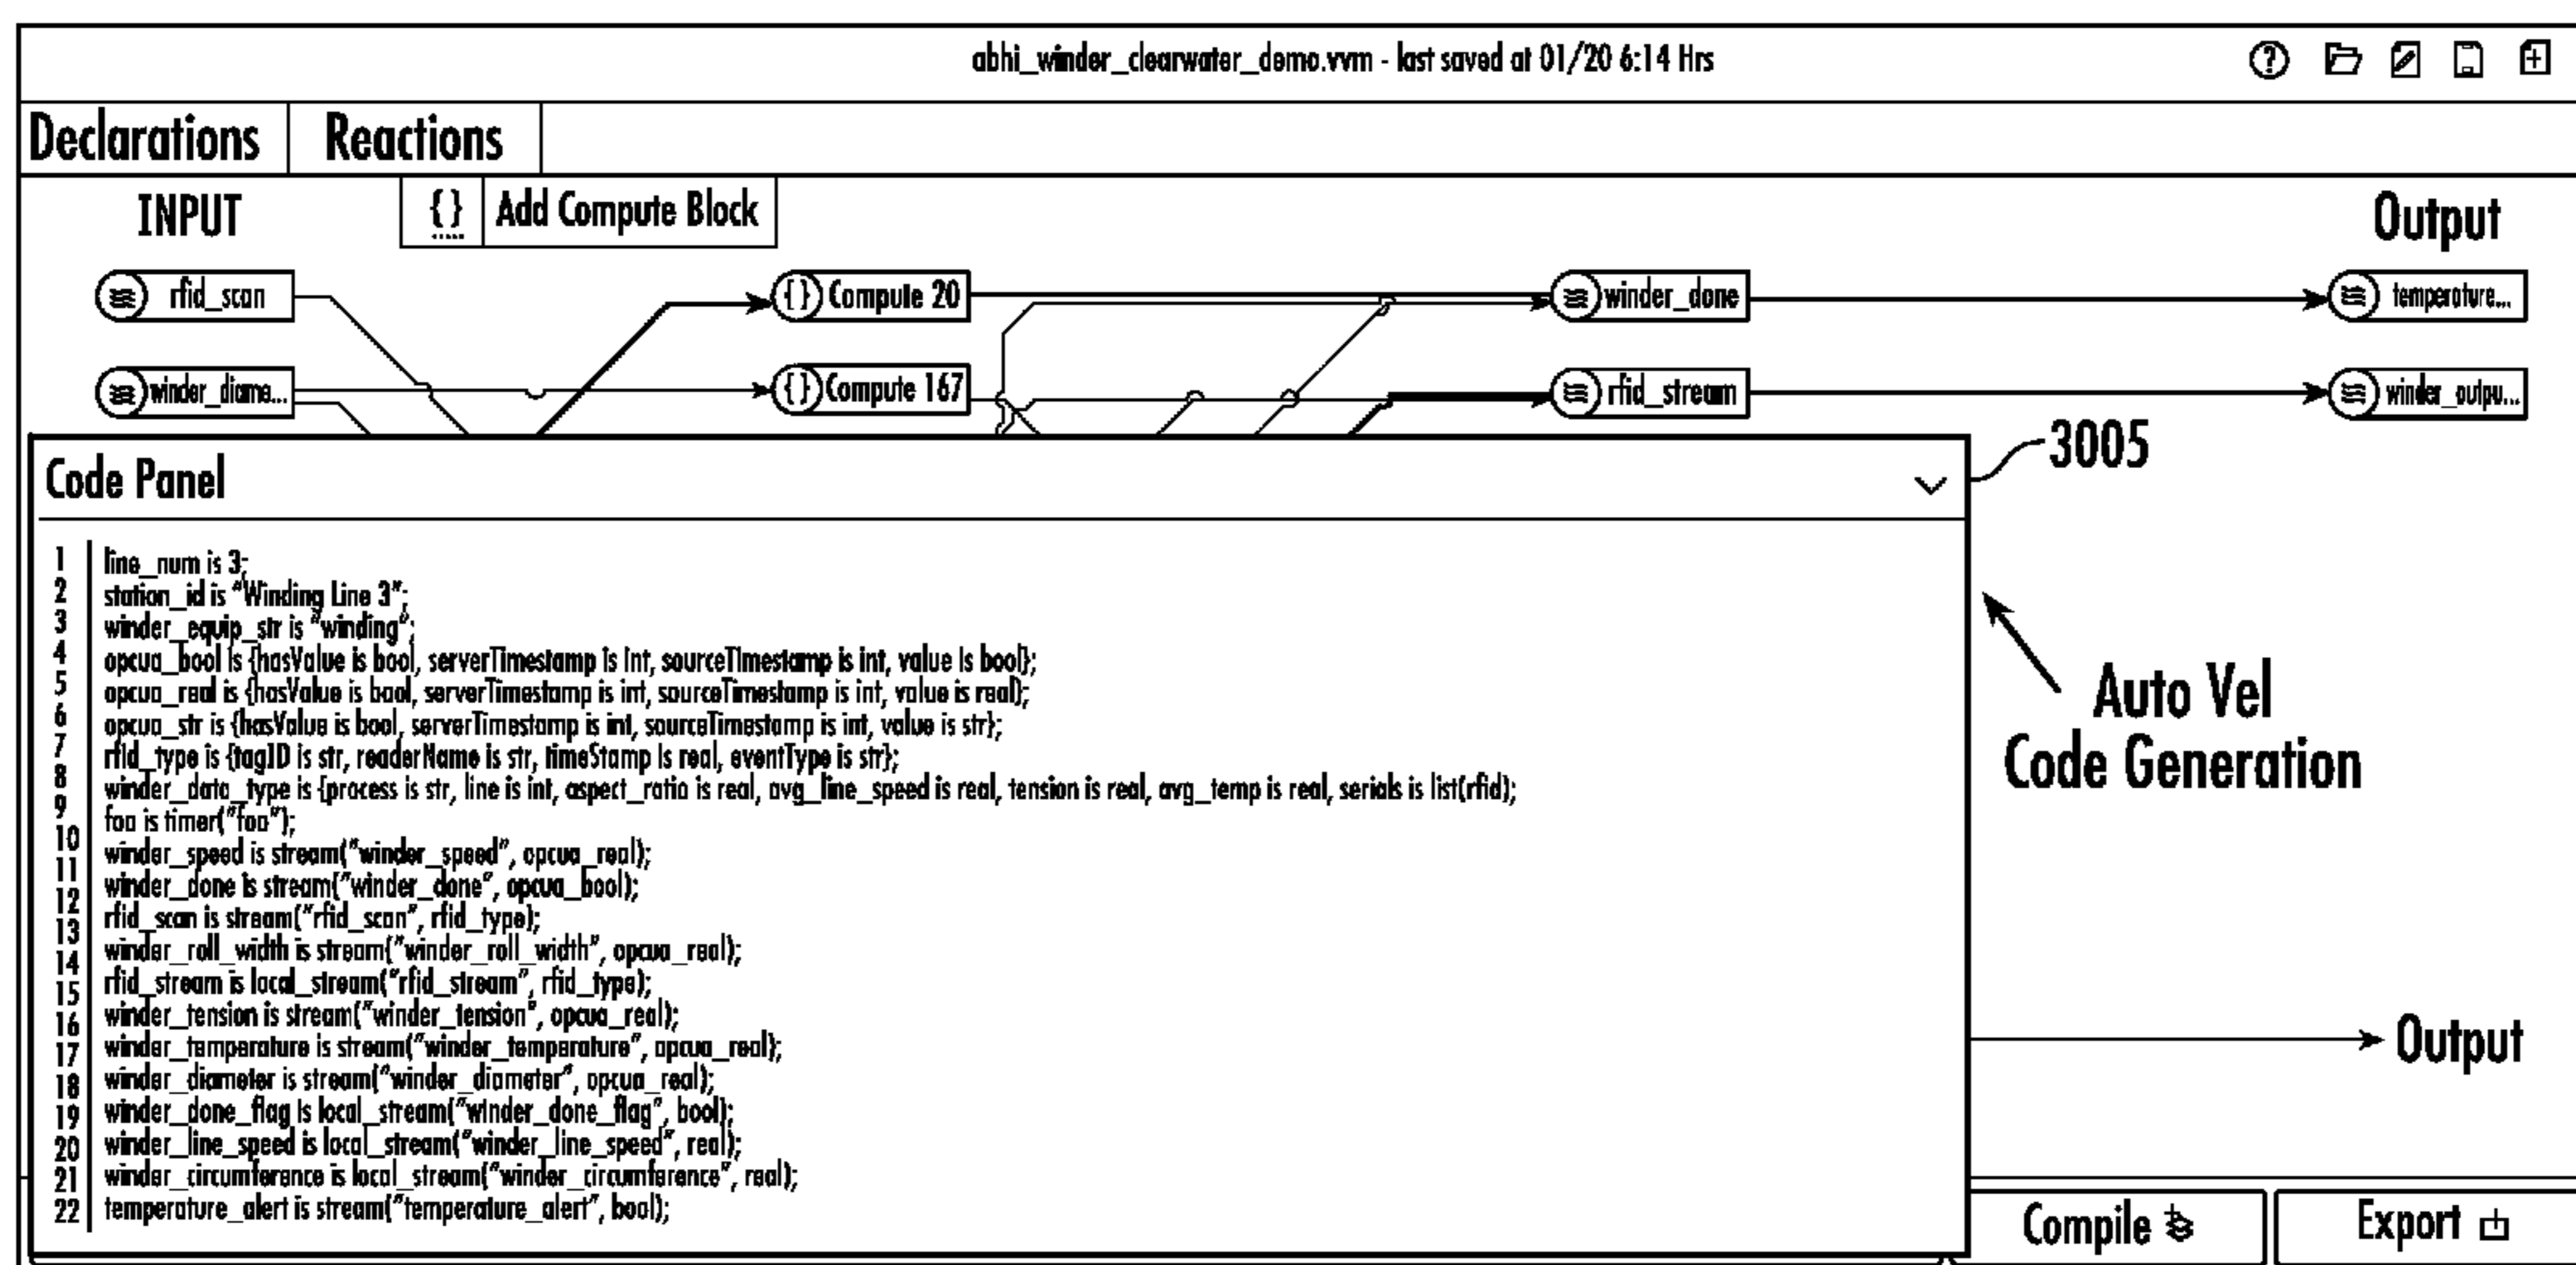 abhi_winder_clearwater_demo.vvm - last saved at 01/20 6:14 Hrs
Declarations Reactions
INPUT {} Add Compute Block Output
rfid_scan {} Compute 20 winder_done temperature...
winder_diame... {} Compute 167 rfid_stream winder_outpu...
3005
Code Panel
1 line_num is 3;
2 station_id is "Winding Line 3";
3 winder_equip_str is "winding";
4 opcua_bool is {hasValue is bool, serverTimestamp is int, sourceTimestamp is int, value is bool};
5 opcua_real is {hasValue is bool, serverTimestamp is int, sourceTimestamp is int, value is real};
6 opcua_str is {hasValue is bool, serverTimestamp is int, sourceTimestamp is int, value is str};
7 rfid_type is {tagID is str, readerName is str, timeStamp is real, eventType is str};
8 winder_data_type is {process is str, line is int, aspect_ratio is real, avg_line_speed is real, tension is real, avg_temp is real, serials is list(rfid);
9 foo is timer("foo");
10 winder_speed is stream("winder_speed", opcua_real);
11 winder_done is stream("winder_done", opcua_bool);
12 rfid_scan is stream("rfid_scan", rfid_type);
13 winder_roll_width is stream("winder_roll_width", opcua_real);
14 rfid_stream is local_stream("rfid_stream", rfid_type);
15 winder_tension is stream("winder_tension", opcua_real);
16 winder_temperature is stream("winder_temperature", opcua_real);
17 winder_diameter is stream("winder_diameter", opcua_real);
18 winder_done_flag is local_stream("winder_done_flag", bool);
19 winder_line_speed is local_stream("winder_line_speed", real);
20 winder_circumference is local_stream("winder_circumference", real);
21 temperature_alert is stream("temperature_alert", bool);
22
Auto Vel
Code Generation
Output
Compile Export